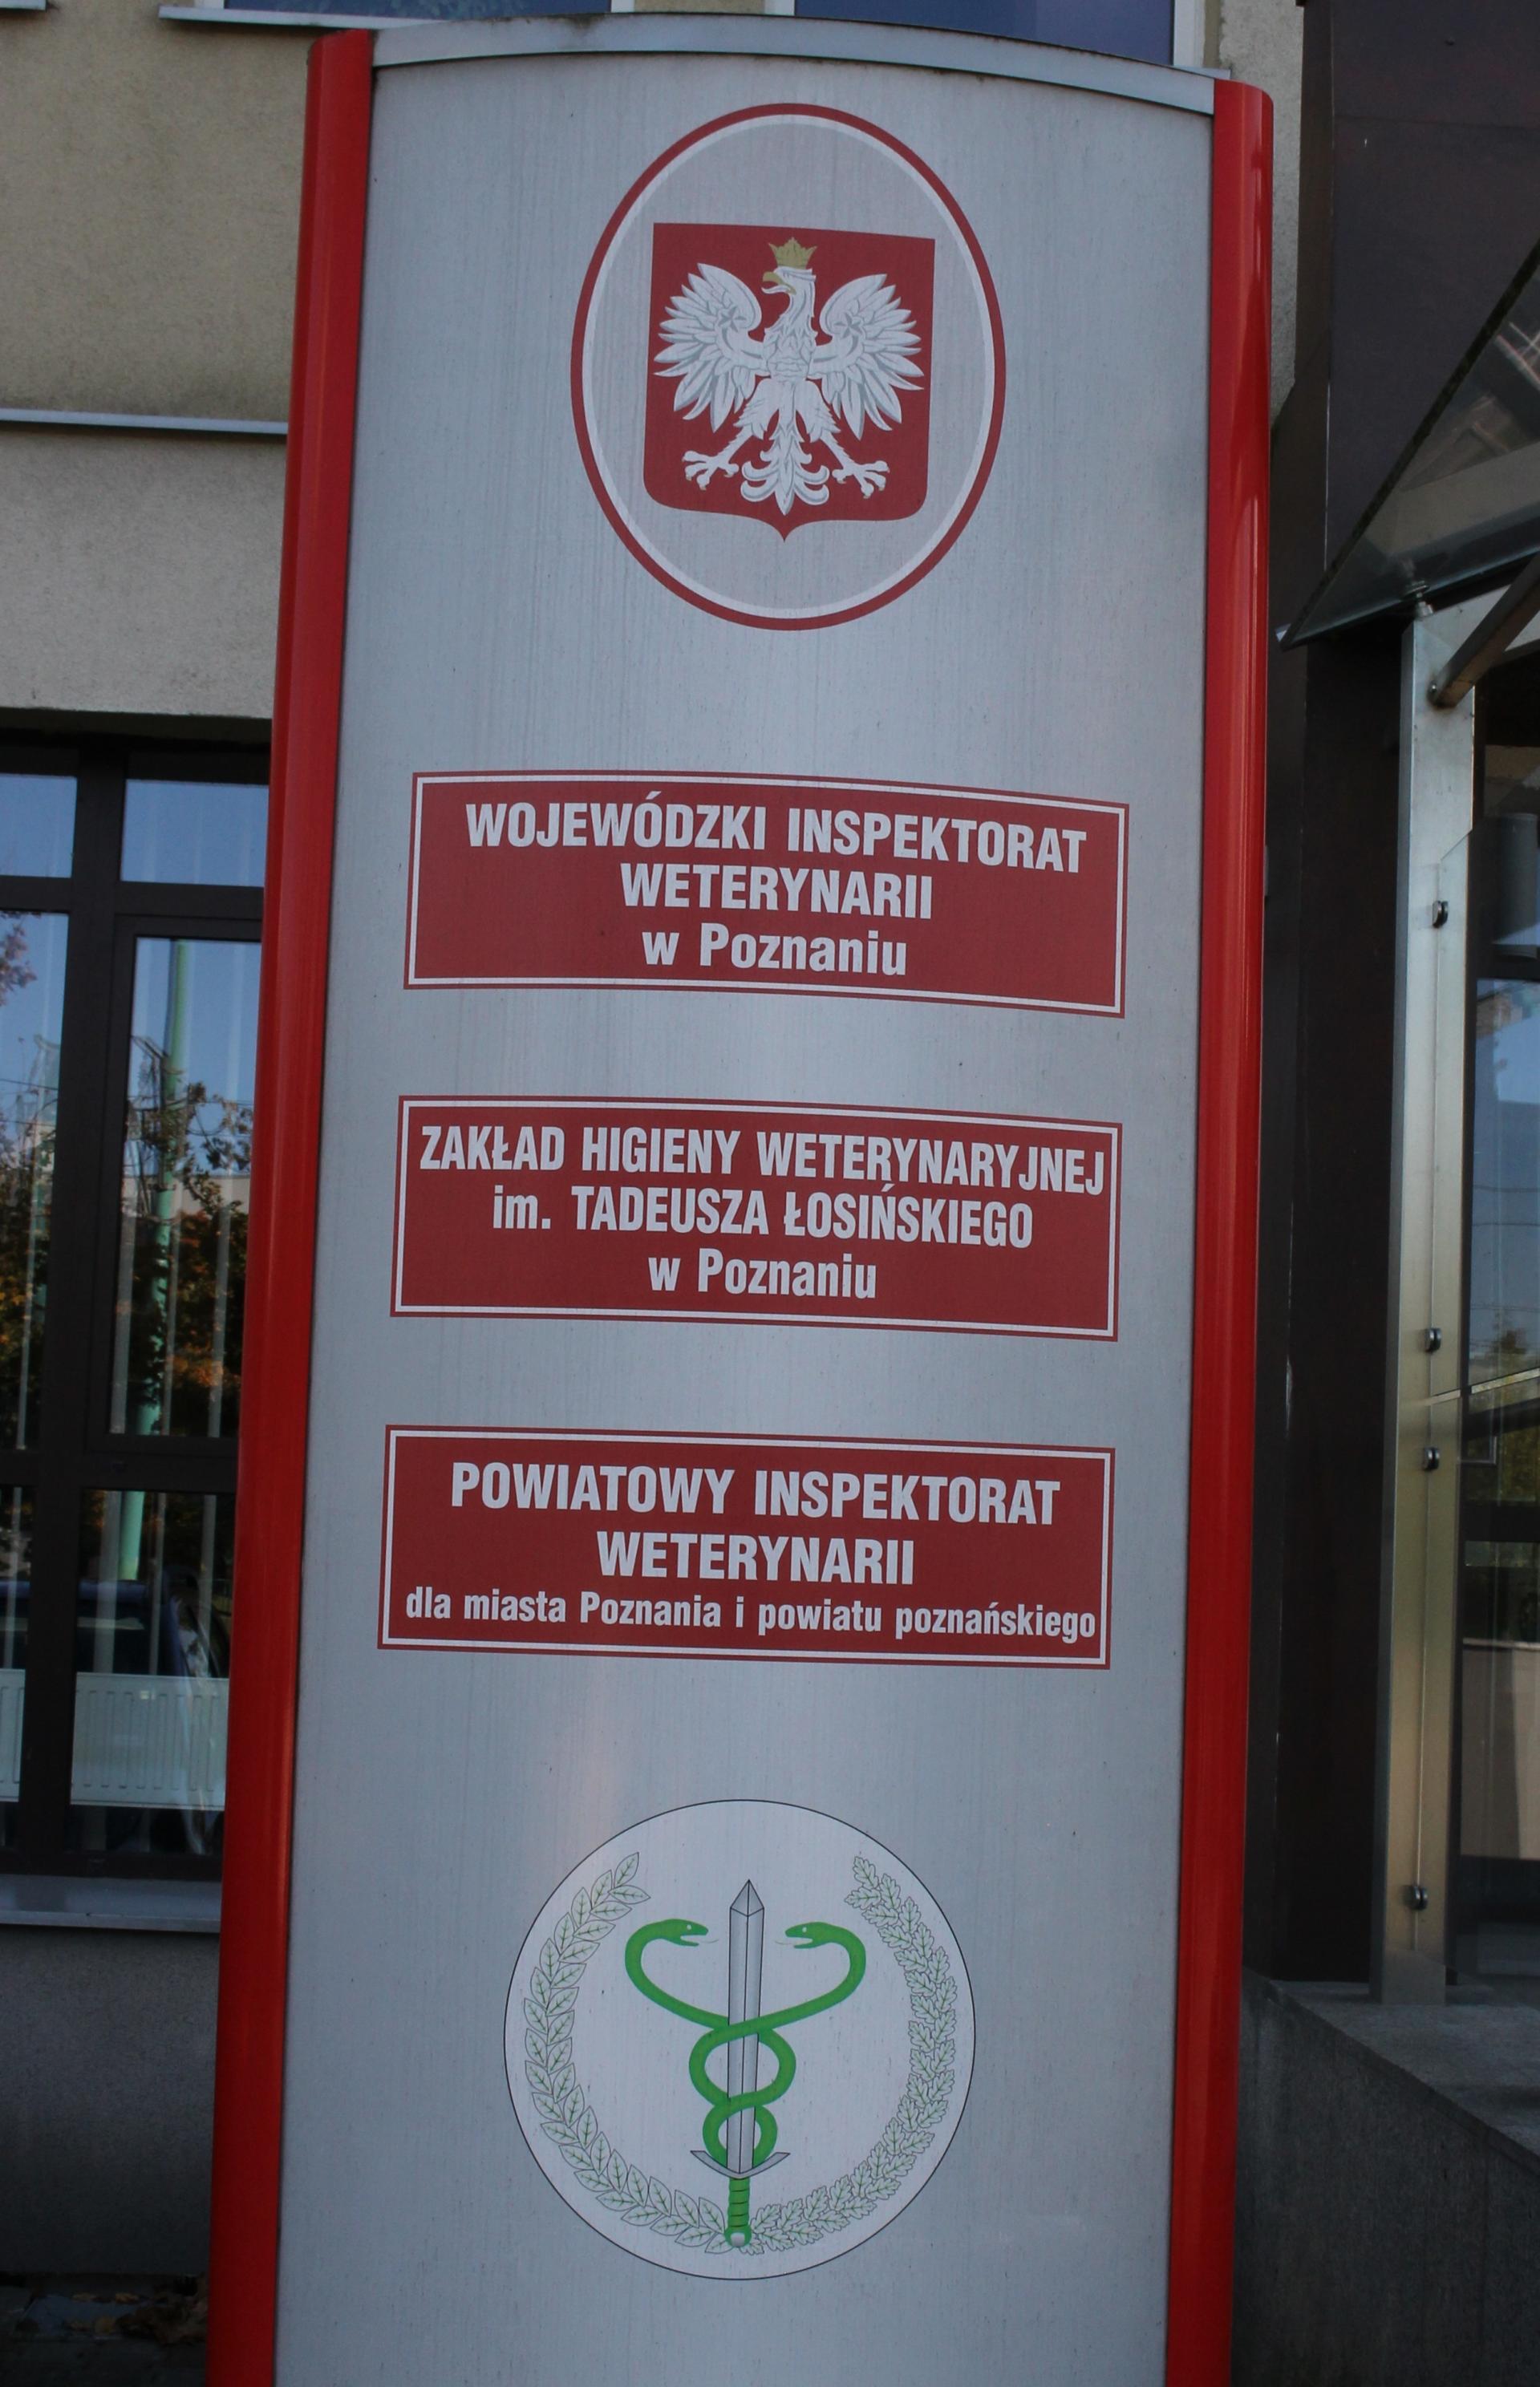 WOJEWÓDZKI INSPEKTORAT
WETERYNARII
w Poznaniu
ZAKŁAD HIGIENY WETERYNARYJNEJ
im. TADEUSZA ŁOSIŃSKIEGO
w Poznaniu
POWIATOWY INSPEKTORAT
WETERYNARII
dla miasta Poznania i powiatu poznańskiego